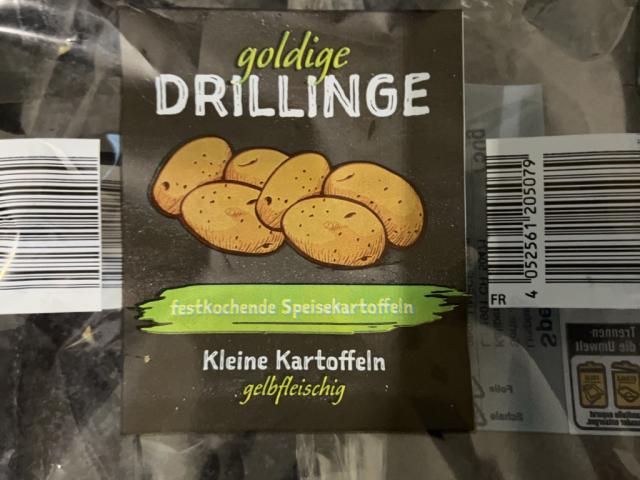 goldige
DRILLINGE
festkochende Speisekartoffeln
Kleine Kartoffeln
gelbfleischig
FR
4 052561 205079
Trennen-
die Umwelt
Folie
Schale